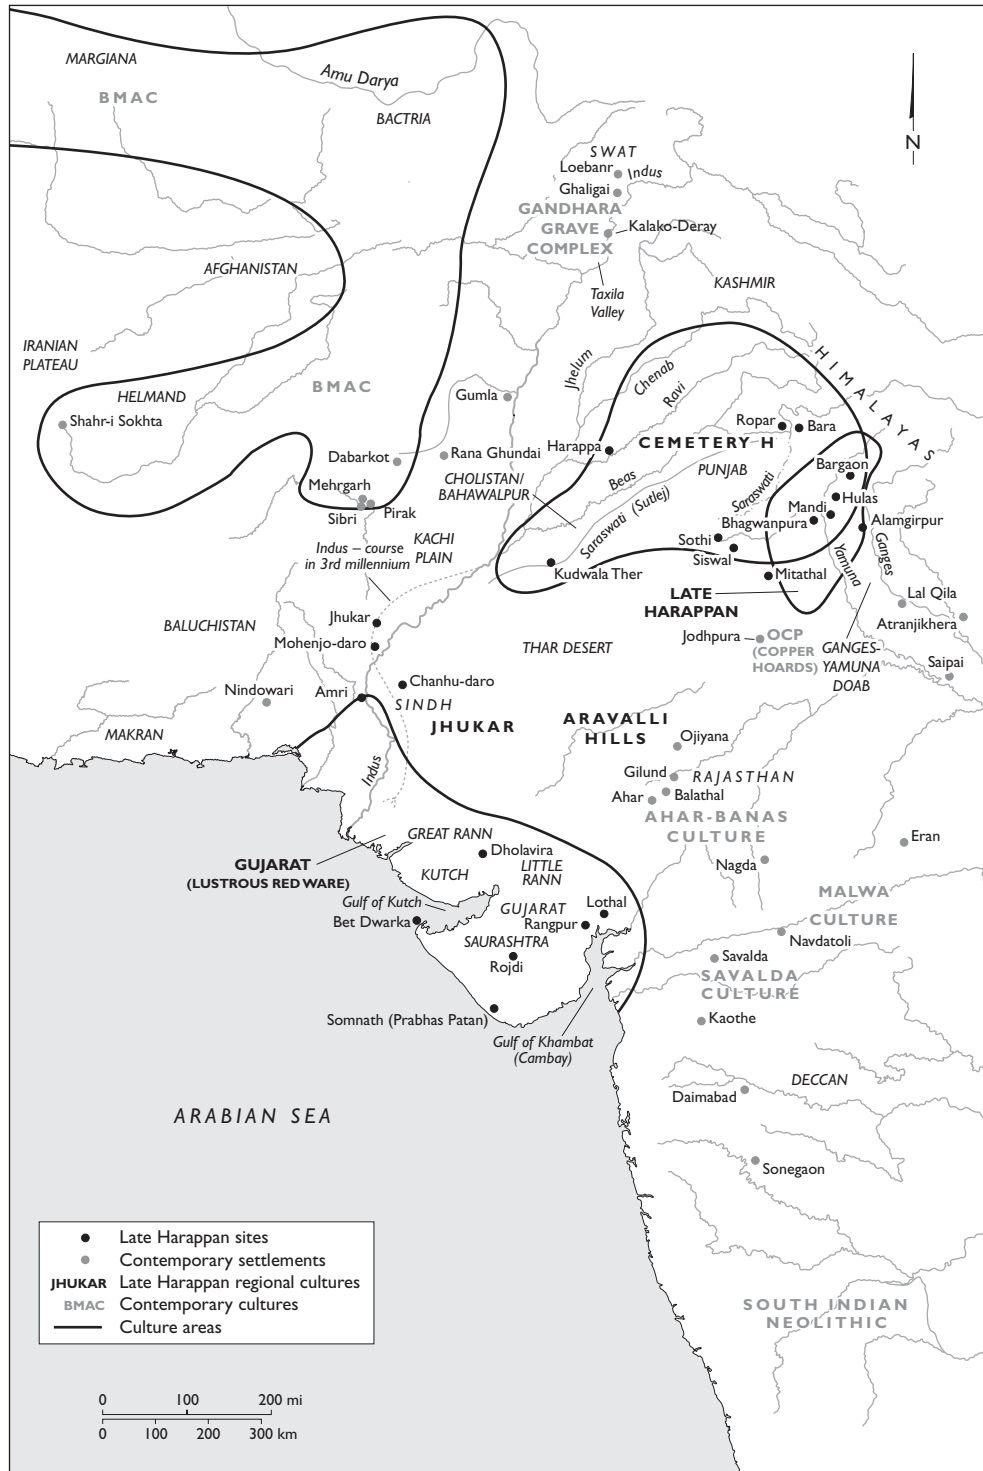 MARGIANA
BMAC
Amu Darya
BACTRIA
N
SWAT
Loebanr
Indus
Ghaligai
GANDHARA
GRAVE
COMPLEX
Kalako-Deray
AFGHANISTAN
KASHMIR
Taxila
Valley
IRANIAN
PLATEAU
HIMALAYAS
Jhelum
Chenab
Ravi
BMAC
HELMAND
Gumla
Shahr-i Sokhta
Ropar
Bara
CEMETERY H
Harappa
Dabarkot
Rana Ghundai
Bargaon
PUNJAB
Beas
CHOLISTAN/
BAHAWALPUR
Saraswati
Mehrgarh
Hulas
Mandi
Sibri
Pirak
Saraswati (Sutlej)
Bhagwanpura
Alamgirpur
KACHI
PLAIN
Sothi
Siswal
Indus – course
in 3rd millennium
Yamuna
Ganges
Kudwala Ther
Mitathal
LATE
HARAPPAN
Lal Qila
Jhukar
Atranjikhera
BALUCHISTAN
Mohenjo-daro
THAR DESERT
Jodhpura
OCP
(COPPER
HOARDS)
GANGES-
YAMUNA
DOAB
Saipai
Chanhu-daro
Nindowari
Amri
SINDH
JHUKAR
ARAVALLI
HILLS
MAKRAN
Ojiyana
Indus
Gilund
RAJASTHAN
Ahar
Balathal
AHAR-BANAS
CULTURE
GREAT RANN
Eran
Dholavira
GUJARAT
(LUSTROUS RED WARE)
LITTLE
RANN
Nagda
KUTCH
MALWA
CULTURE
Gulf of Kutch
GUJARAT
Lothal
Bet Dwarka
Rangpur
Navdatoli
SAURASHTRA
Savalda
Rojdi
SAVALDA
CULTURE
Somnath (Prabhas Patan)
Kaothe
Gulf of Khambat
(Cambay)
DECCAN
Daimabad
ARABIAN SEA
Sonegaon
Late Harappan sites
Contemporary settlements
JHUKAR Late Harappan regional cultures
BMAC Contemporary cultures
Culture areas
SOUTH INDIAN
NEOLITHIC
0 100 200 mi
0 100 200 300 km